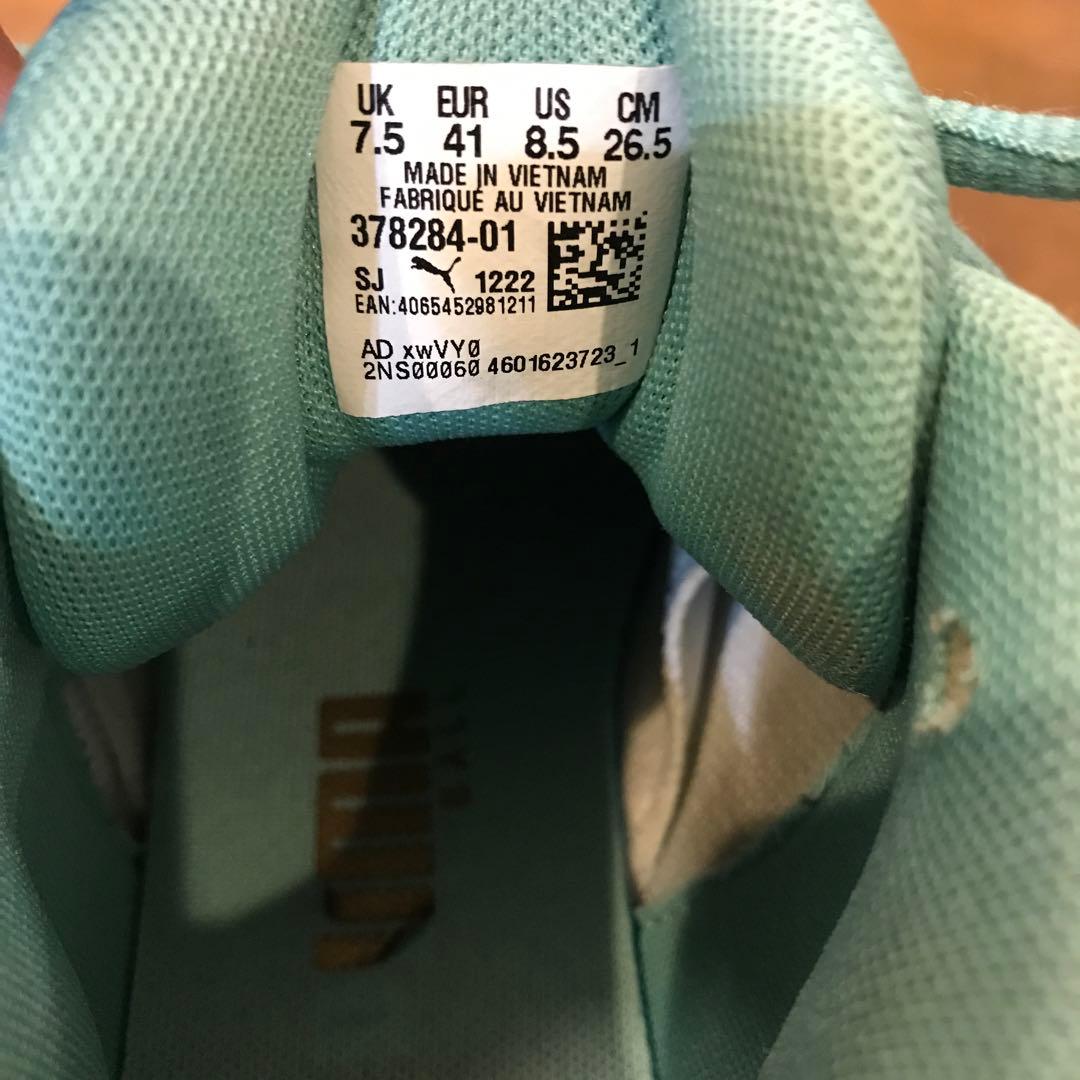 UK EUR US CM
7.5 41 8.5 26.5
MADE IN VIETNAM
FABRIQUÉ AU VIETNAM
378284-01
SJ 1222
EAN:4065452981211
AD xwVY0
2NS00060 4601623723_1